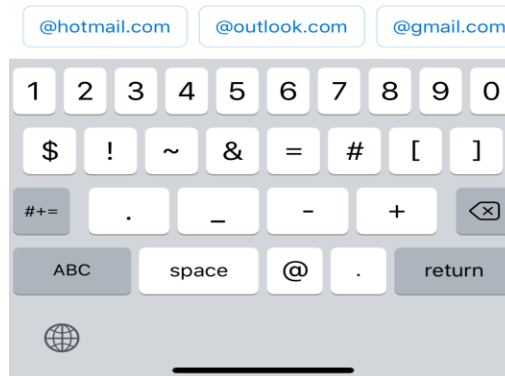 @hotmail.com @outlook.com @gmail.com
1 2 3 4 5 6 7 8 9 0
$ ! ~ & = # [ ]
#+= . _ - +
ABC space @ . return